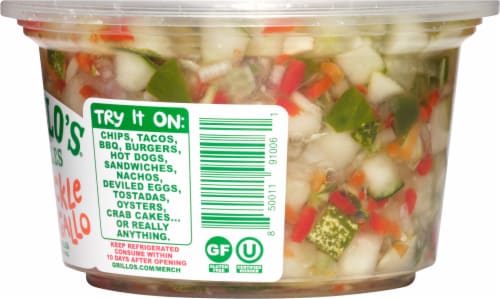 LO'S
TRY IT ON:
CHIPS, TACOS,
BBQ, BURGERS,
HOT DOGS,
SANDWICHES,
NACHOS,
DEVILED EGGS,
TOSTADAS,
OYSTERS,
CRAB CAKES...
OR REALLY
ANYTHING.
KEEP REFRIGERATED
CONSUME WITHIN
10 DAYS AFTER OPENING
GRILLOS.COM/MERCH
8 50011 91006 1
GF
GLUTEN
FREE
U